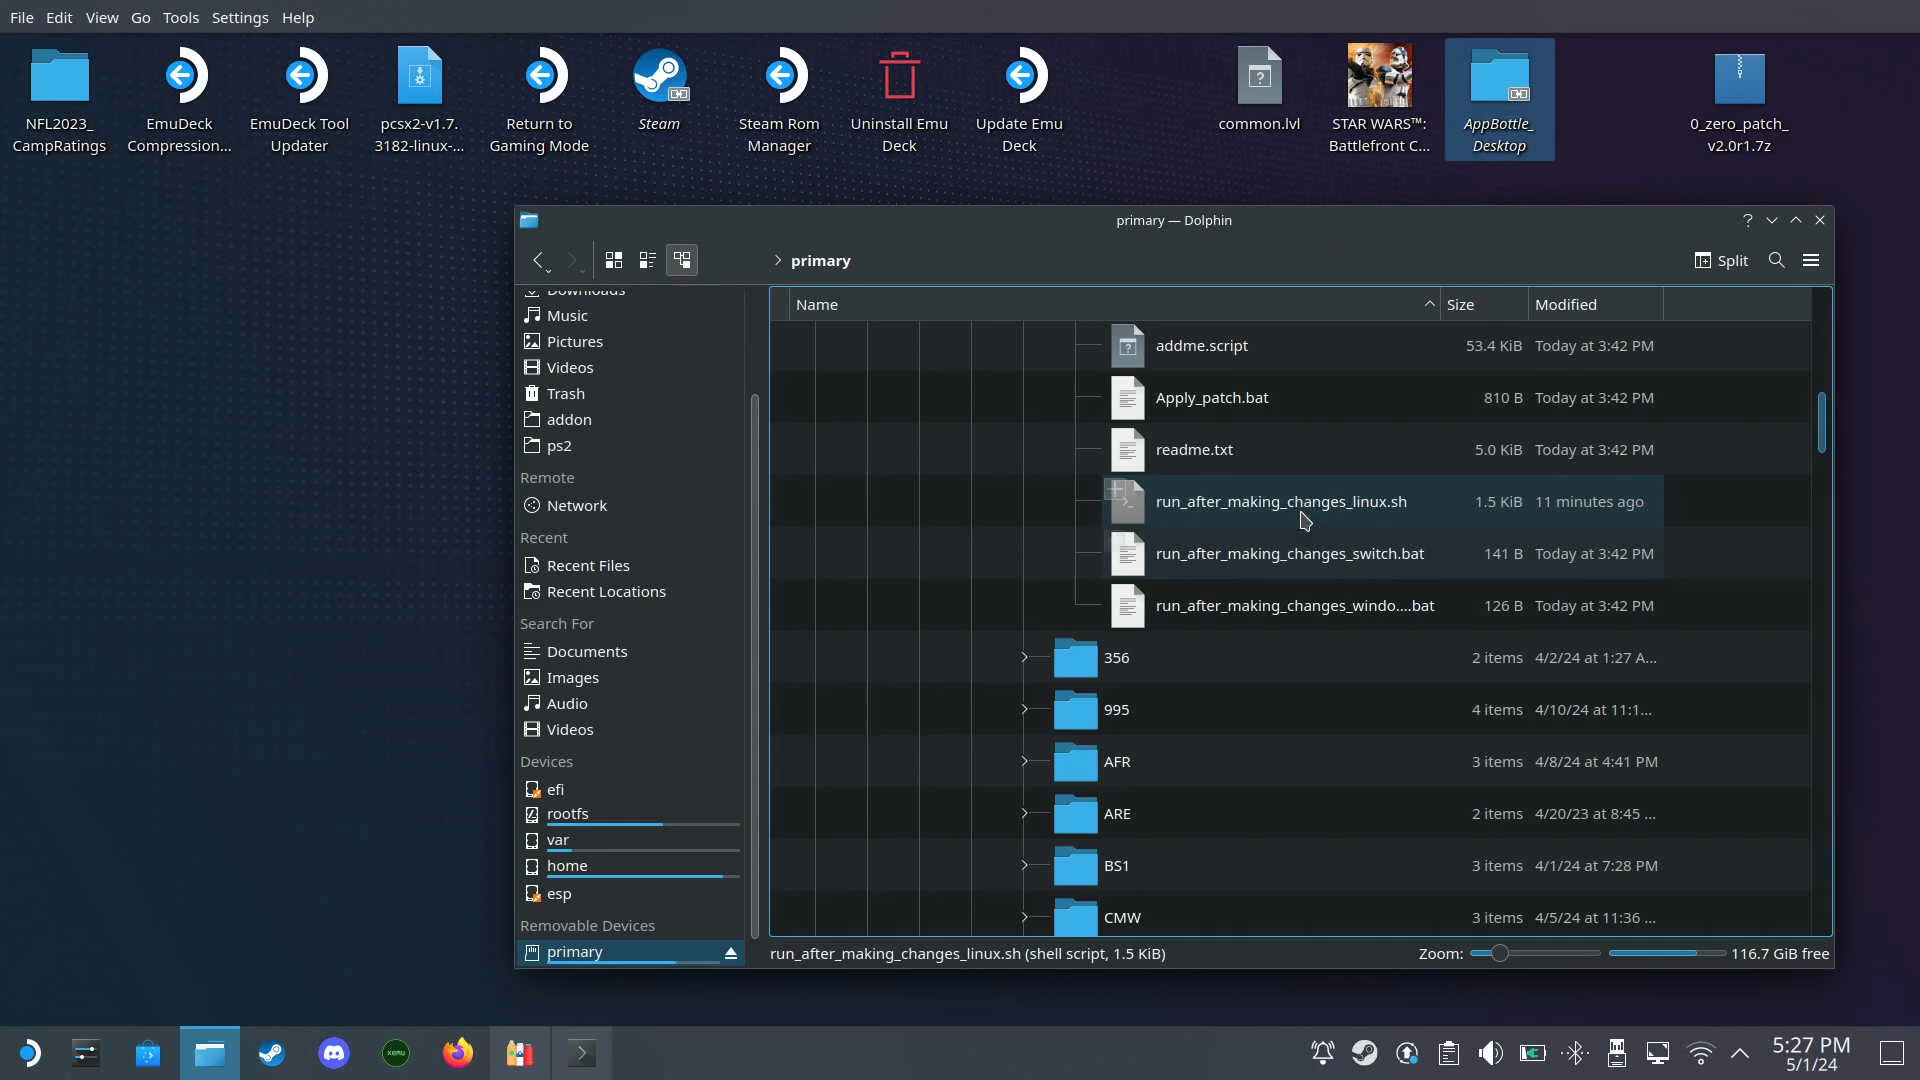 File Edit View Go Tools Settings Help
NFL2023_
CampRatings
EmuDeck
Compression...
EmuDeck Tool
Updater
pcsx2-v1.7.
3182-linux-...
Return to
Gaming Mode
Steam
Steam Rom
Manager
Uninstall Emu
Deck
Update Emu
Deck
common.lvl
STAR WARS™:
Battlefront C...
AppBottle_
Desktop
0_zero_patch_
v2.0r1.7z
primary — Dolphin
primary
Split
Downloads
Music
Pictures
Videos
Trash
addon
ps2
Remote
Network
Recent
Recent Files
Recent Locations
Search For
Documents
Images
Audio
Videos
Devices
efi
rootfs
var
home
esp
Removable Devices
primary
Name Size Modified
addme.script 53.4 KiB Today at 3:42 PM
Apply_patch.bat 810 B Today at 3:42 PM
readme.txt 5.0 KiB Today at 3:42 PM
run_after_making_changes_linux.sh 1.5 KiB 11 minutes ago
run_after_making_changes_switch.bat 141 B Today at 3:42 PM
run_after_making_changes_windo....bat 126 B Today at 3:42 PM
356 2 items 4/2/24 at 1:27 A...
995 4 items 4/10/24 at 11:1...
AFR 3 items 4/8/24 at 4:41 PM
ARE 2 items 4/20/23 at 8:45 ...
BS1 3 items 4/1/24 at 7:28 PM
CMW 3 items 4/5/24 at 11:36 ...
run_after_making_changes_linux.sh (shell script, 1.5 KiB) Zoom: 116.7 GiB free
xemu
5:27 PM
5/1/24